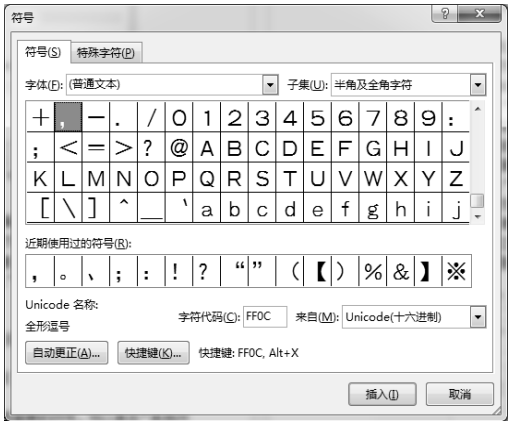 符号
符号(S) 特殊字符(P)
字体(F): (普通文本) 子集(U): 半角及全角字符
＋ ， － ． ／ ０ １ ２ ３ ４ ５ ６ ７ ８ ９ ：
； ＜ ＝ ＞ ？ ＠ Ａ Ｂ Ｃ Ｄ Ｅ Ｆ Ｇ Ｈ Ｉ Ｊ
Ｋ Ｌ Ｍ Ｎ Ｏ Ｐ Ｑ Ｒ Ｓ Ｔ Ｕ Ｖ Ｗ Ｘ Ｙ Ｚ
［ ＼ ］ ＾ ＿ ｀ ａ ｂ ｃ ｄ ｅ ｆ ｇ ｈ ｉ ｊ
近期使用过的符号(R):
， 。 、 ； ： ！ ？ “ ” （ 【 ） ％ ＆ 】 ※
Unicode 名称:
全形逗号
字符代码(C): FF0C 来自(M): Unicode(十六进制)
自动更正(A)... 快捷键(K)... 快捷键: FF0C, Alt+X
插入(I) 取消